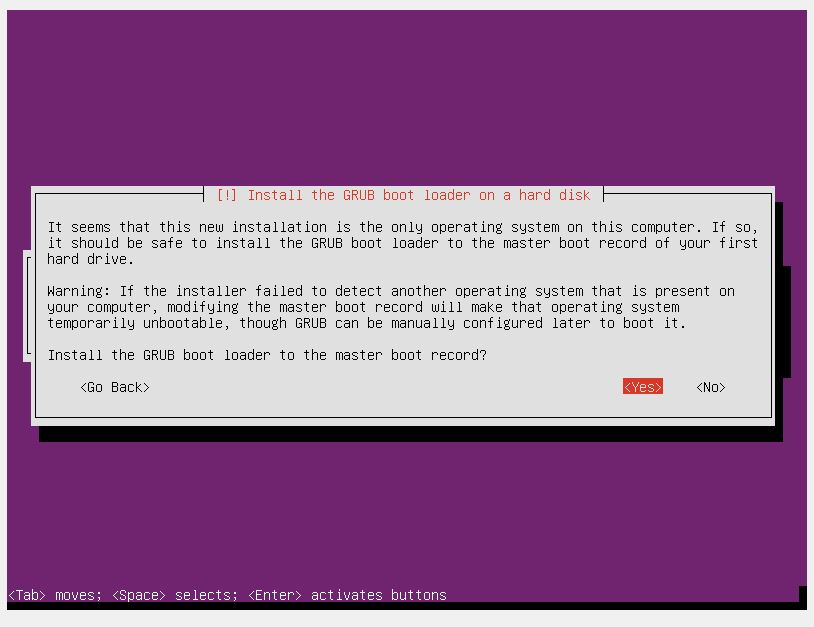 [!] Install the GRUB boot loader on a hard disk
It seems that this new installation is the only operating system on this computer. If so,
it should be safe to install the GRUB boot loader to the master boot record of your first
hard drive.
Warning: If the installer failed to detect another operating system that is present on
your computer, modifying the master boot record will make that operating system
temporarily unbootable, though GRUB can be manually configured later to boot it.
Install the GRUB boot loader to the master boot record?
<Go Back> <Yes> <No>
<Tab> moves; <Space> selects; <Enter> activates buttons